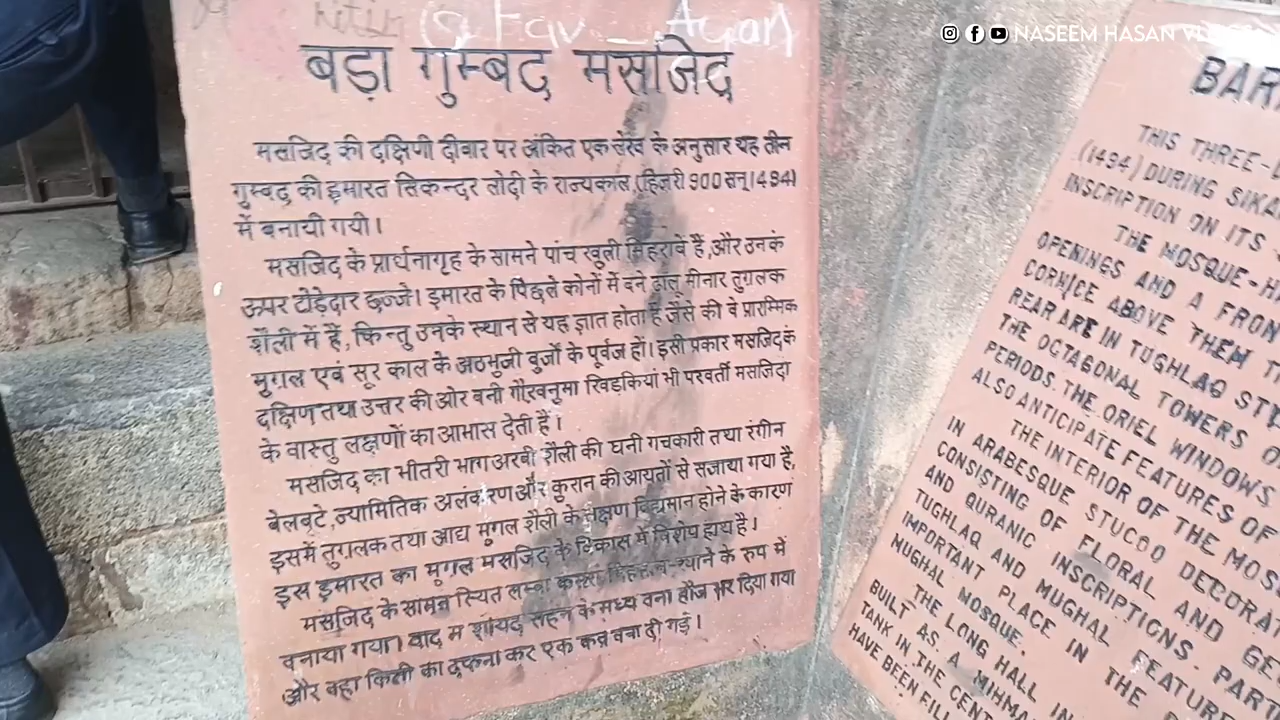 NASEEM HASAN VLOGS
Nitin
बड़ा गुम्बद मसजिद
मसजिद की दक्षिणी दीवार पर अंकित एक लेख के अनुसार यह तीन
गुम्बद की इमारत सिकन्दर लोदी के राज्यकाल (हिजरी 900 सन् 1494)
में बनायी गयी।
मसजिद के प्रार्थनागृह के सामने पांच खुली मिहराबें हैं, और उनके
ऊपर टोड़ेदार छज्जे। इमारत के पिछले कोनों में बने ढालू मीनार तुगलक
शैली में हैं, किन्तु उनके स्थान से यह ज्ञात होता है जैसे की वे प्रारम्भिक
मुग़ल एवं सूर काल के अठभुजी बुर्जों के पूर्वज हों। इसी प्रकार मसजिद के
दक्षिण तथा उत्तर की ओर बनी गौखनुमा खिड़कियां भी परवर्ती मसजिदों
के वास्तु लक्षणों का आभास देती हैं।
मसजिद का भीतरी भाग अरबी शैली की घनी गचकारी तथा रंगीन
बेलबूटे, ज्यामितिक अलंकरण और कुरान की आयतों से सजाया गया है,
इसमें तुग़लक तथा आद्य मुग़ल शैली के लक्षण विद्यमान होने के कारण
इस इमारत का मुग़ल मसजिद के विकास में विशेष हाथ है।
मसजिद के सामने स्थित लम्बा कमरा के रुप में
बनाया गया। बाद में शायद सहन के मध्य बना हौज भर दिया गया
और वहा किसी को दफना कर एक कब्र बना दी गई।
BAR
THIS THREE-
(1494) DURING SIKA
INSCRIPTION ON ITS
THE MOSQUE-H
OPENINGS AND A FRON
CORNICE ABOVE THEM TH
REAR ARE IN TUGHLAQ STY
THE OCTAGONAL TOWERS O
PERIODS. THE ORIEL WINDOWS
ALSO ANTICIPATE FEATURES OF
THE INTERIOR OF THE MOS
IN ARABESQUE STUCCO DECORAT
CONSISTING OF FLORAL AND GE
AND QURANIC INSCRIPTIONS. PART
TUGHLAQ AND MUGHAL FEATURE
IMPORTANT PLACE IN THE
MUGHAL MOSQUE.
THE LONG HALL IN
BUILT AS A MIHMA
TANK IN THE CENT
HAVE BEEN FILL